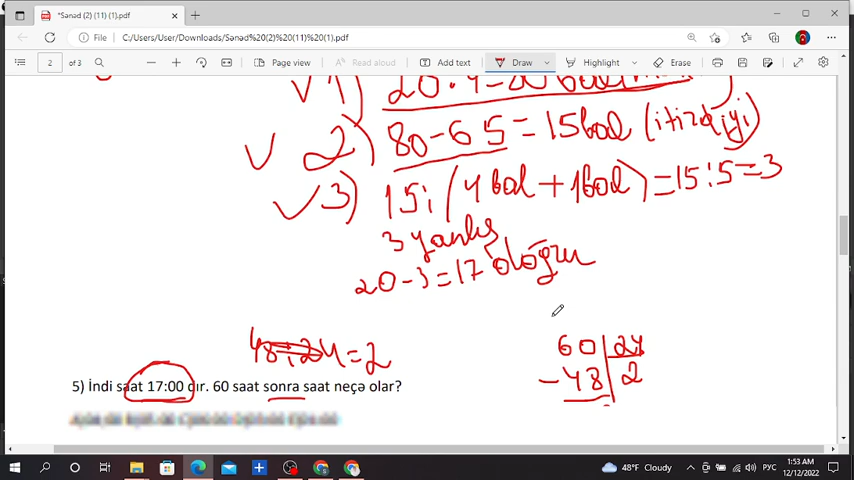 *Sənəd (2) (11) (1).pdf
File C:/Users/User/Downloads/Sənəd%20(2)%20(11)%20(1).pdf
2 of 3 Page view Read aloud Add text Draw Highlight Erase
✓ 1)
✓ 2) 80-65=15bal
✓ 3) 15:(4bal+1bal)=15:5=3
3 yanlış
20-3=17 doğru
48:24=2
60 24
-48 2
5) İndi saat 17:00 dır. 60 saat sonra saat neçə olar?
48°F Cloudy РУС 1:53 AM
12/12/2022